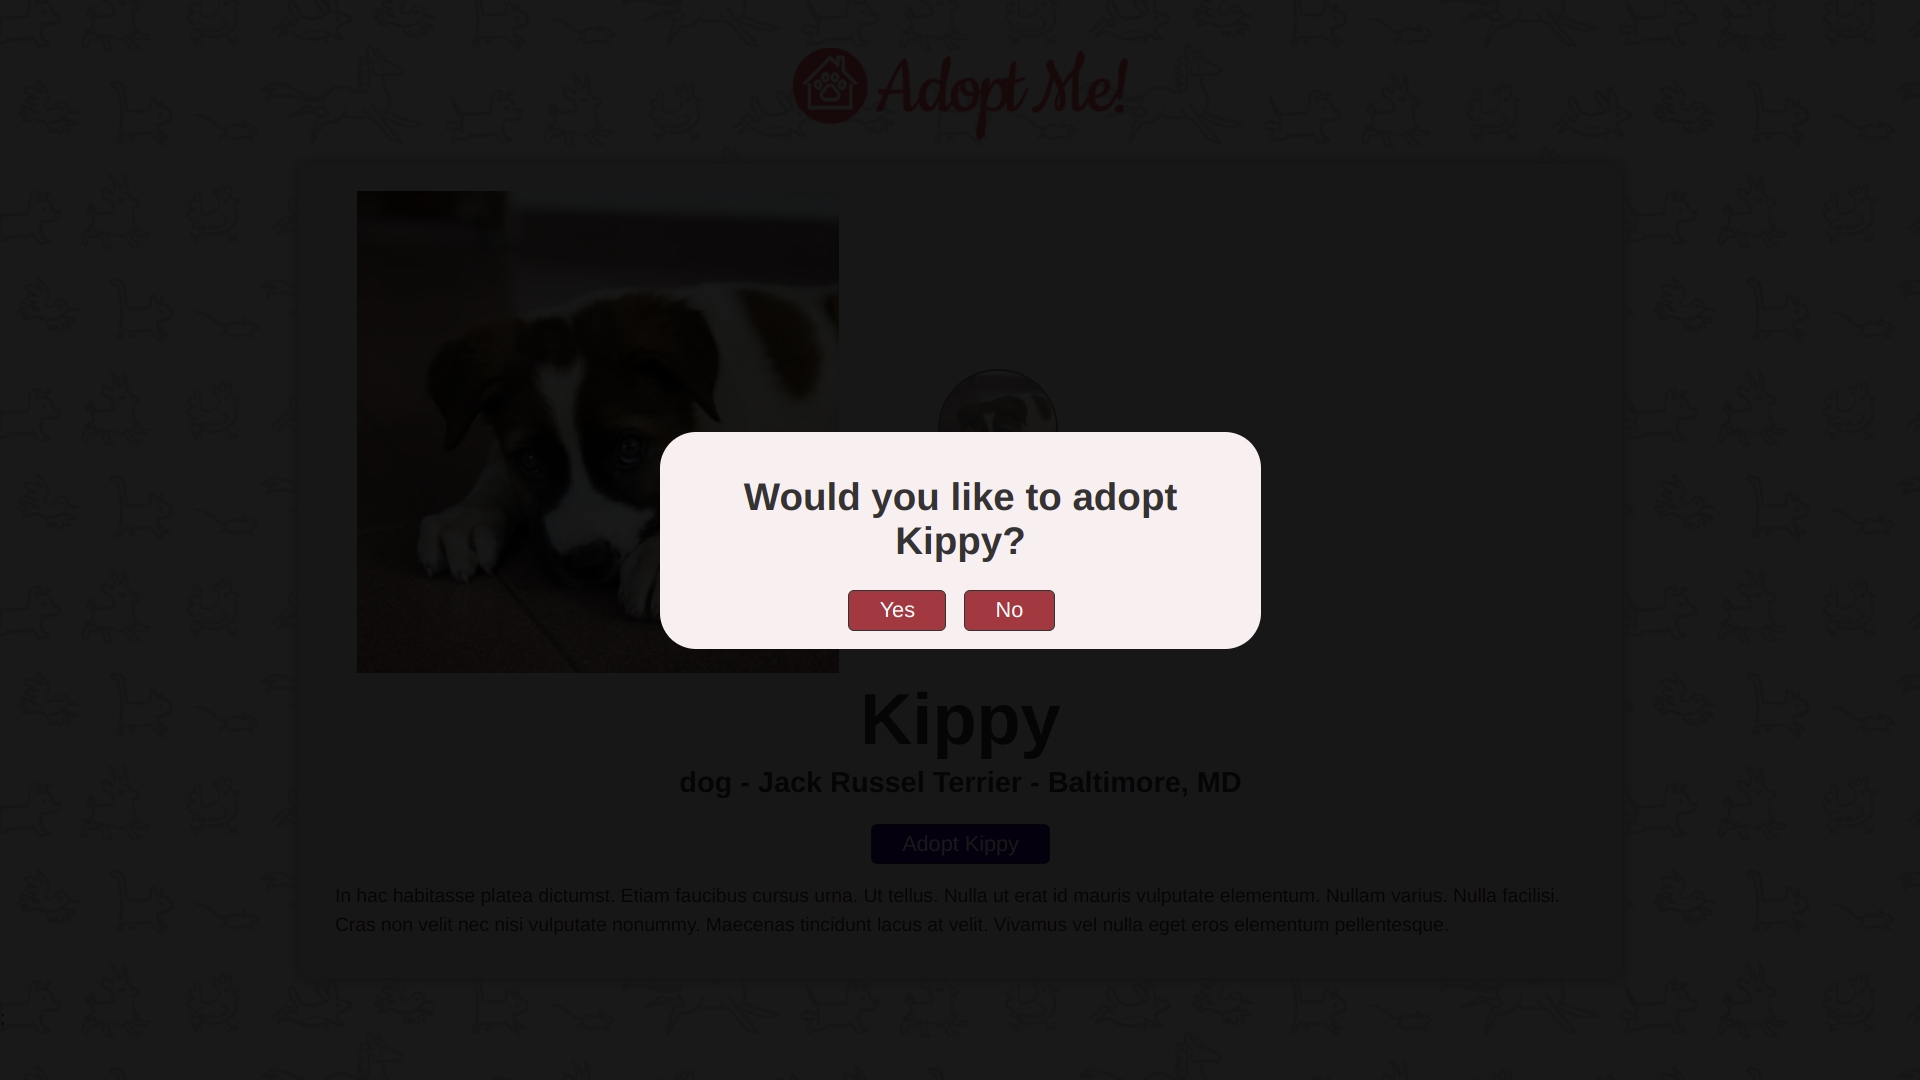 Adopt Me!
Would you like to adopt
Kippy?
Yes No
Kippy
dog - Jack Russel Terrier - Baltimore, MD
Adopt Kippy
In hac habitasse platea dictumst. Etiam faucibus cursus urna. Ut tellus. Nulla ut erat id mauris vulputate elementum. Nullam varius. Nulla facilisi.
Cras non velit nec nisi vulputate nonummy. Maecenas tincidunt lacus at velit. Vivamus vel nulla eget eros elementum pellentesque.
;